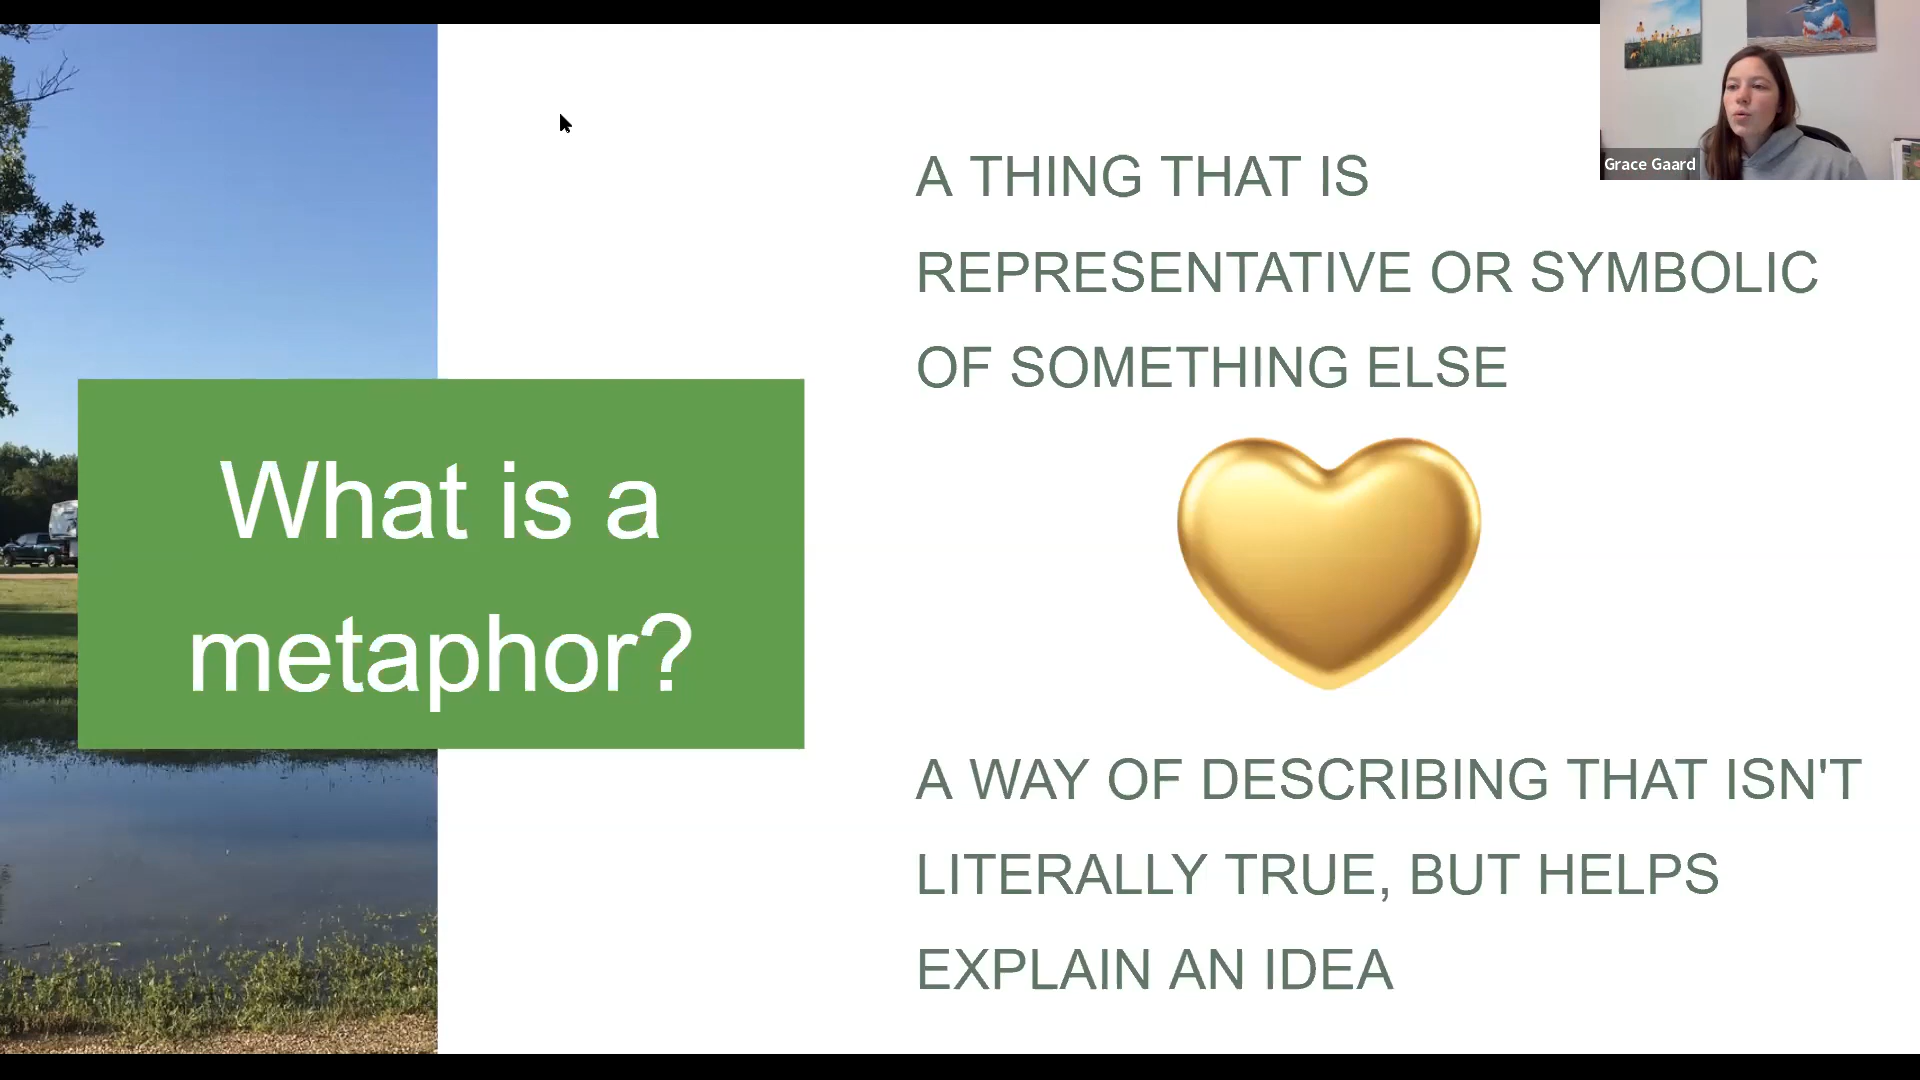 What is a
metaphor?
A THING THAT IS
REPRESENTATIVE OR SYMBOLIC
OF SOMETHING ELSE
A WAY OF DESCRIBING THAT ISN'T
LITERALLY TRUE, BUT HELPS
EXPLAIN AN IDEA
Grace Gaard